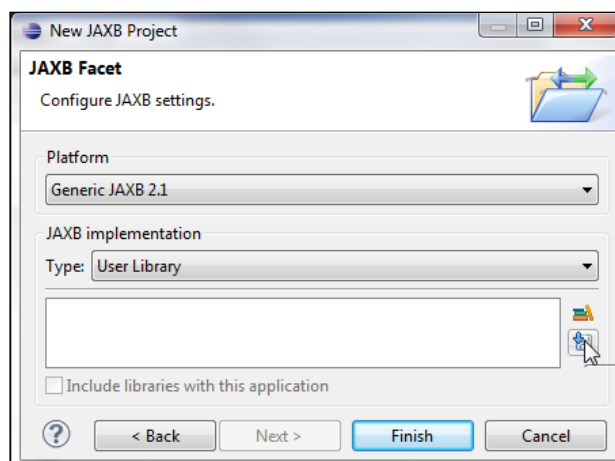 New JAXB Project
JAXB Facet
Configure JAXB settings.
Platform
Generic JAXB 2.1
JAXB implementation
Type: User Library
Include libraries with this application
? < Back Next > Finish Cancel